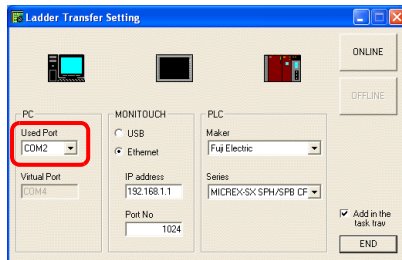 Ladder Transfer Setting
ONLINE
OFFLINE
PC
Used Port
COM2
Virtual Port
COM4
MONITOUCH
USB
Ethernet
IP address
192.168.1.1
Port No
1024
PLC
Maker
Fuji Electric
Series
MICREX-SX SPH/SPB CF
Add in the
task tray
END